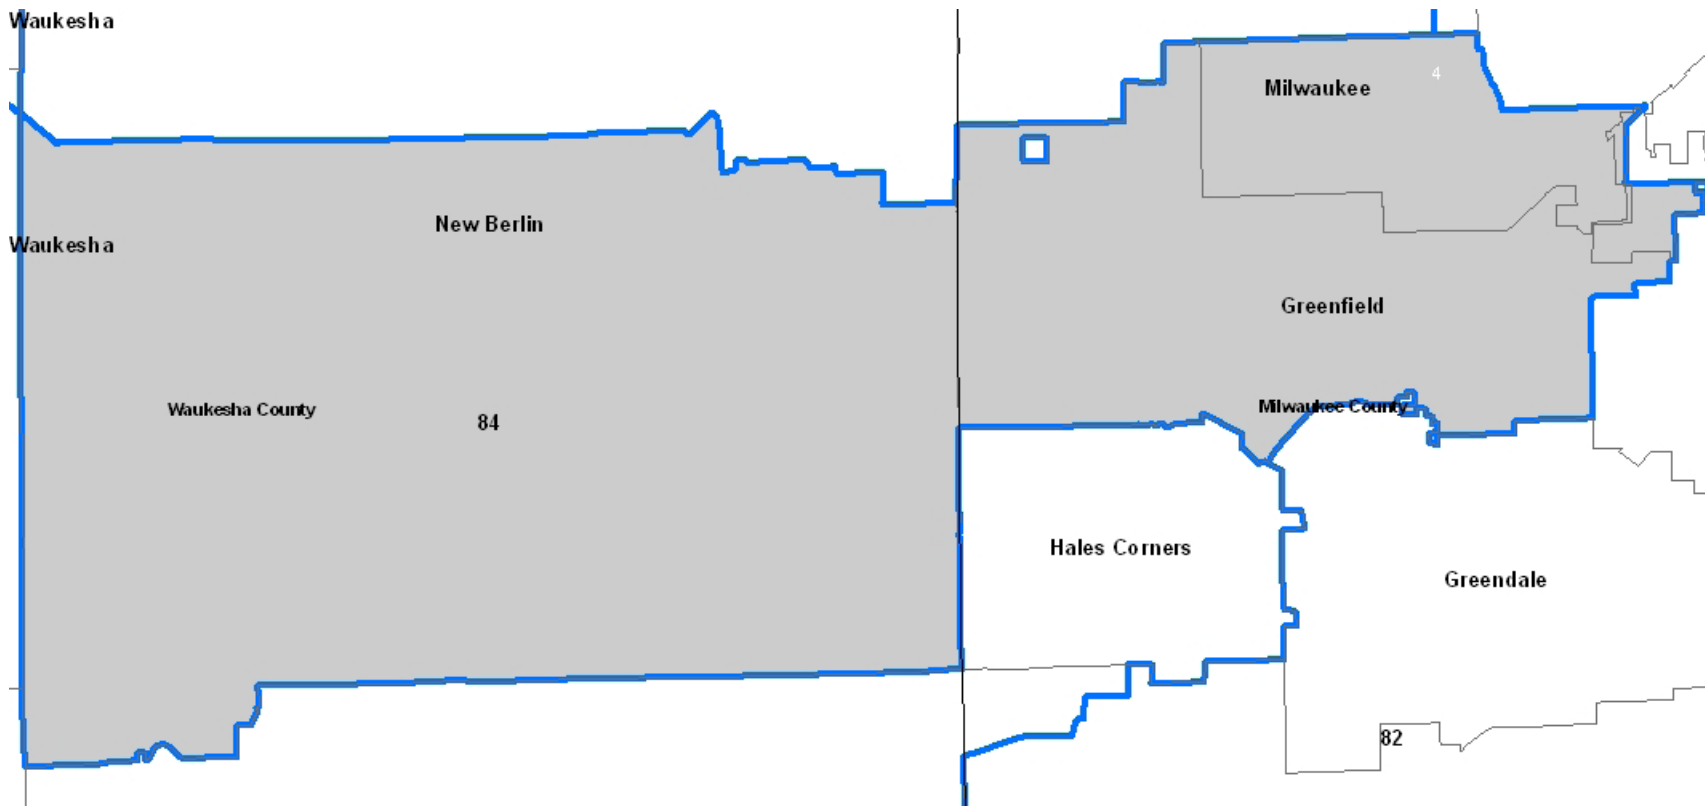 Waukesha
4
Milwaukee
New Berlin
Waukesha
Greenfield
Waukesha County
Milwaukee County
84
Hales Corners
Greendale
82